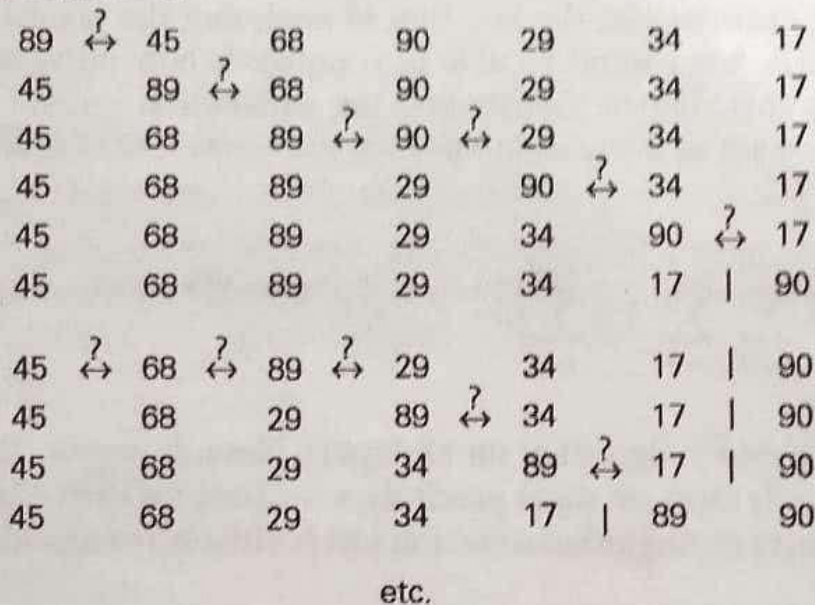 89 ?↔ 45 68 90 29 34 17
45 89 ?↔ 68 90 29 34 17
45 68 89 ?↔ 90 ?↔ 29 34 17
45 68 89 29 90 ?↔ 34 17
45 68 89 29 34 90 ?↔ 17
45 68 89 29 34 17 | 90
45 ?↔ 68 ?↔ 89 ?↔ 29 34 17 | 90
45 68 29 89 ?↔ 34 17 | 90
45 68 29 34 89 ?↔ 17 | 90
45 68 29 34 17 | 89 90
etc.